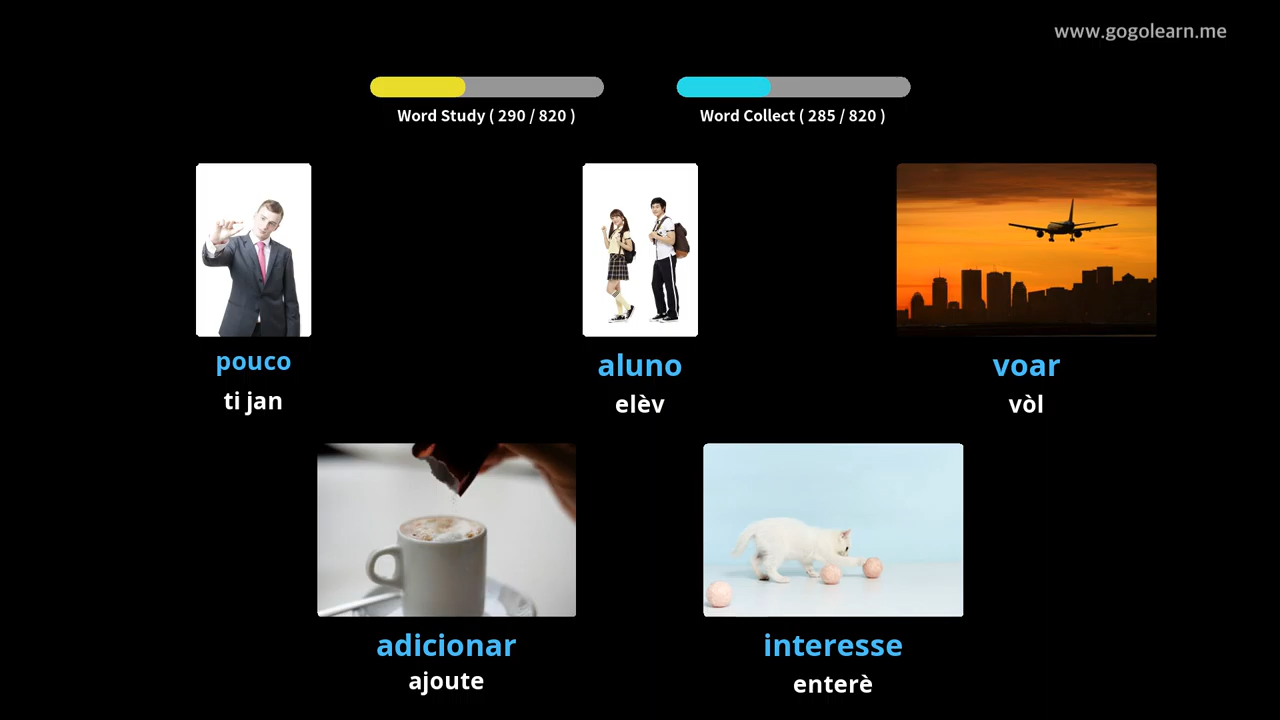 www.gogolearn.me
Word Study ( 290 / 820 )
Word Collect ( 285 / 820 )
pouco
ti jan
aluno
elèv
voar
vòl
adicionar
ajoute
interesse
enterè